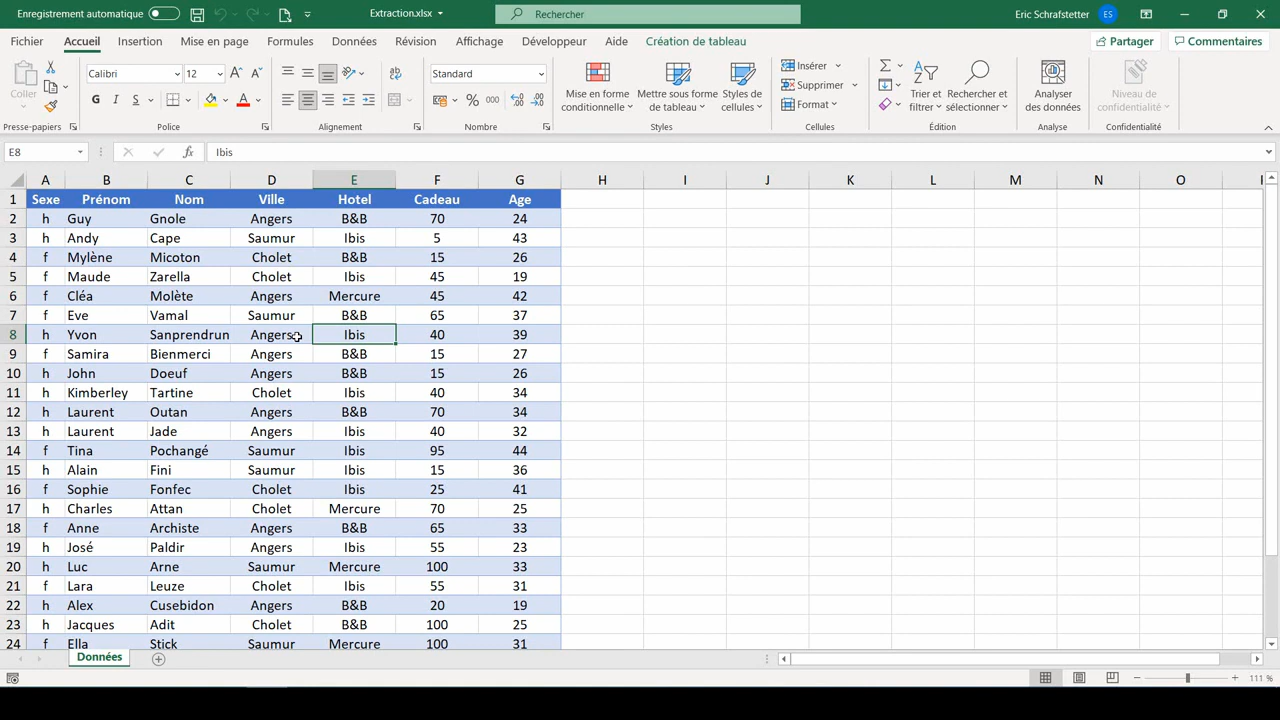 Enregistrement automatique
Extraction.xlsx
Rechercher
Eric Schrafstetter
ES
Fichier Accueil Insertion Mise en page Formules Données Révision Affichage Développeur Aide Création de tableau Partager Commentaires
Coller
Calibri 12
G I S
Standard
% 000
Mise en forme conditionnelle
Mettre sous forme de tableau
Styles de cellules
Insérer
Supprimer
Format
Trier et filtrer
Rechercher et sélectionner
Analyser des données
Niveau de confidentialité
Presse-papiers Police Alignement Nombre Styles Cellules Édition Analyse Confidentialité
E8 fx Ibis
A B C D E F G H I J K L M N O
1 Sexe Prénom Nom Ville Hotel Cadeau Age
2 h Guy Gnole Angers B&B 70 24
3 h Andy Cape Saumur Ibis 5 43
4 f Mylène Micoton Cholet B&B 15 26
5 f Maude Zarella Cholet Ibis 45 19
6 f Cléa Molète Angers Mercure 45 42
7 f Eve Vamal Saumur B&B 65 37
8 h Yvon Sanprendrun Angers Ibis 40 39
9 f Samira Bienmerci Angers B&B 15 27
10 h John Doeuf Angers B&B 15 26
11 h Kimberley Tartine Cholet Ibis 40 34
12 h Laurent Outan Angers B&B 70 34
13 h Laurent Jade Angers Ibis 40 32
14 f Tina Pochangé Saumur Ibis 95 44
15 h Alain Fini Saumur Ibis 15 36
16 f Sophie Fonfec Cholet Ibis 25 41
17 h Charles Attan Cholet Mercure 70 25
18 f Anne Archiste Angers B&B 65 33
19 h José Paldir Angers Ibis 55 23
20 h Luc Arne Saumur Mercure 100 33
21 f Lara Leuze Cholet Ibis 55 31
22 h Alex Cusebidon Angers B&B 20 19
23 h Jacques Adit Cholet B&B 100 25
24 f Ella Stick Saumur Mercure 100 31
Données
111 %